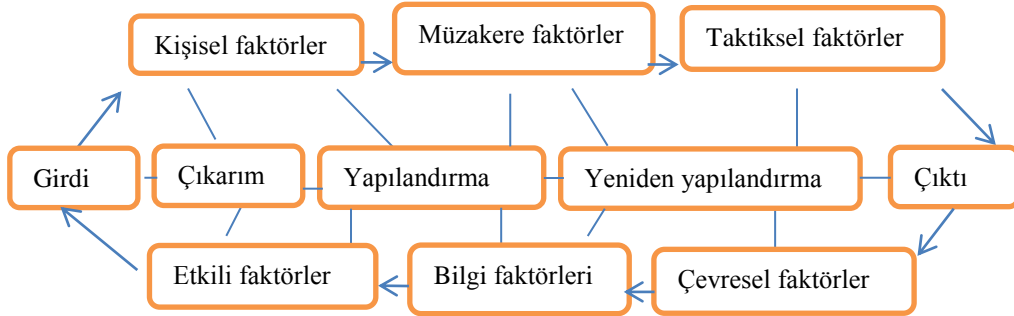 Kişisel faktörler
Müzakere faktörler
Taktiksel faktörler
Girdi
Çıkarım
Yapılandırma
Yeniden yapılandırma
Çıktı
Etkili faktörler
Bilgi faktörleri
Çevresel faktörler